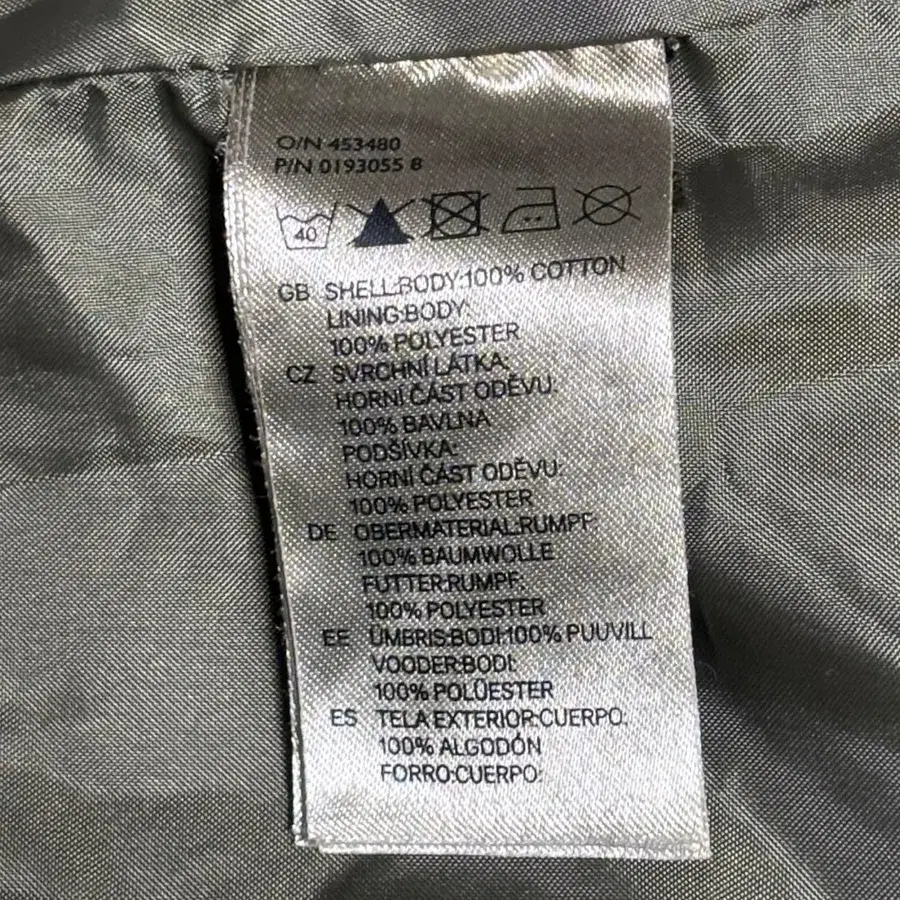 O/N 453480
P/N 0193055 8
40
GB SHELL:BODY:100% COTTON
LINING:BODY:
100% POLYESTER
CZ SVRCHNÍ LÁTKA:
HORNÍ ČÁST ODĚVU:
100% BAVLNA
PODŠÍVKA:
HORNÍ ČÁST ODĚVU:
100% POLYESTER
DE OBERMATERIAL:RUMPF:
100% BAUMWOLLE
FUTTER:RUMPF:
100% POLYESTER
EE ÜMBRIS:BODI:100% PUUVILL
VOODER:BODI:
100% POLÜESTER
ES TELA EXTERIOR:CUERPO:
100% ALGODÓN
FORRO:CUERPO: